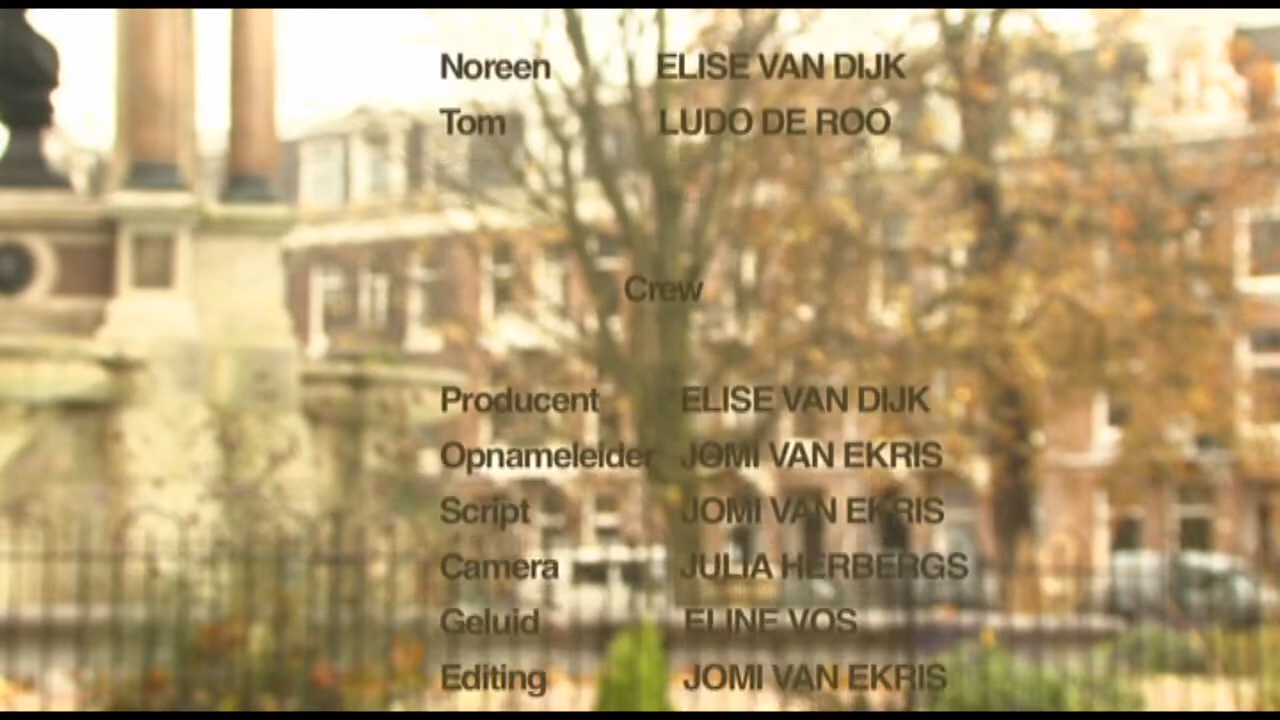 Noreen ELISE VAN DIJK
Tom LUDO DE ROO
Crew
Producent ELISE VAN DIJK
Opnameleider JOMI VAN EKRIS
Script JOMI VAN EKRIS
Camera JULIA HERBERGS
Geluid ELINE VOS
Editing JOMI VAN EKRIS